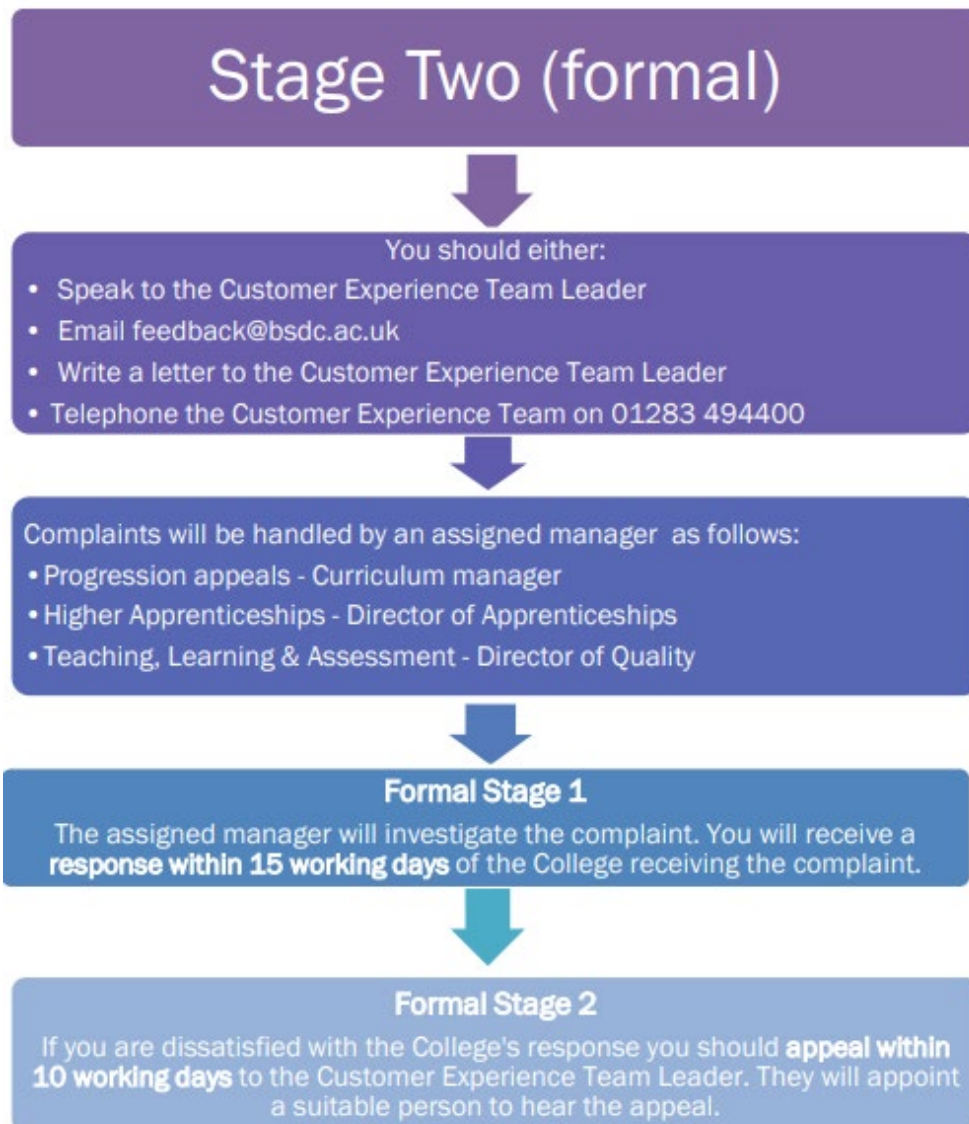 Stage Two (formal)
You should either:
• Speak to the Customer Experience Team Leader
• Email feedback@bsdc.ac.uk
• Write a letter to the Customer Experience Team Leader
• Telephone the Customer Experience Team on 01283 494400
Complaints will be handled by an assigned manager  as follows:
•Progression appeals - Curriculum manager
•Higher Apprenticeships - Director of Apprenticeships
•Teaching, Learning & Assessment - Director of Quality
Formal Stage 1
The assigned manager will investigate the complaint. You will receive a
response within 15 working days of the College receiving the complaint.
Formal Stage 2
If you are dissatisfied with the College's response you should appeal within
10 working days to the Customer Experience Team Leader. They will appoint
a suitable person to hear the appeal.